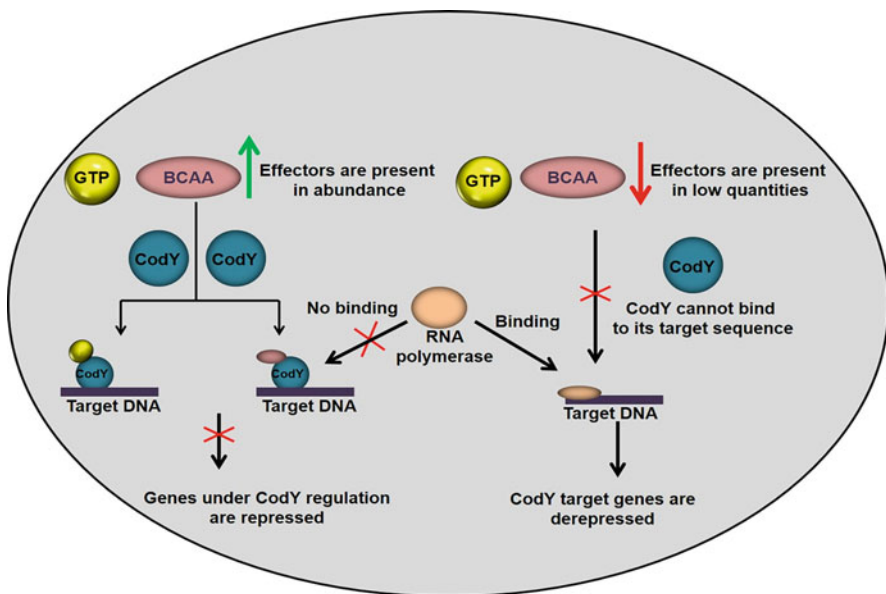 GTP
BCAA
Effectors are present
in abundance
GTP
BCAA
Effectors are present
in low quantities
CodY
CodY
CodY
CodY cannot bind
to its target sequence
No binding
RNA
polymerase
Binding
CodY
Target DNA
CodY
Target DNA
Target DNA
Genes under CodY regulation
are repressed
CodY target genes are
derepressed